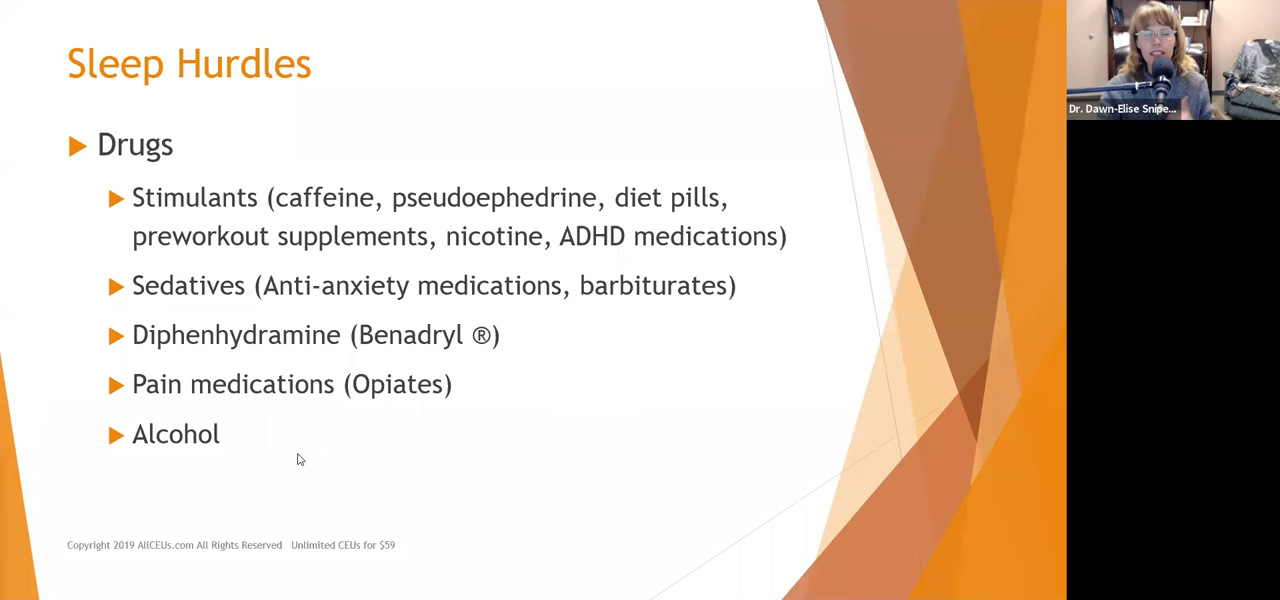 Sleep Hurdles
Drugs
Stimulants (caffeine, pseudoephedrine, diet pills,
preworkout supplements, nicotine, ADHD medications)
Sedatives (Anti-anxiety medications, barbiturates)
Diphenhydramine (Benadryl ®)
Pain medications (Opiates)
Alcohol
Copyright 2019 AllCEUs.com All Rights Reserved Unlimited CEUs for $59
Dr. Dawn-Elise Snipe...